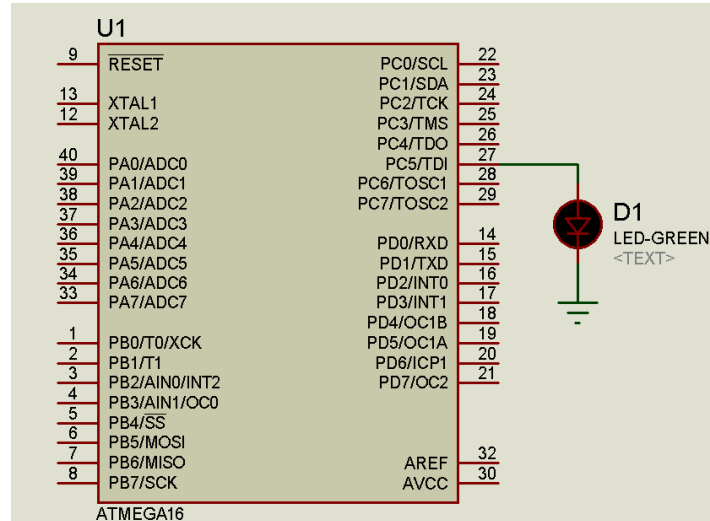 U1
9 RESET
13 XTAL1
12 XTAL2
40 PA0/ADC0
39 PA1/ADC1
38 PA2/ADC2
37 PA3/ADC3
36 PA4/ADC4
35 PA5/ADC5
34 PA6/ADC6
33 PA7/ADC7
1 PB0/T0/XCK
2 PB1/T1
3 PB2/AIN0/INT2
4 PB3/AIN1/OC0
5 PB4/SS
6 PB5/MOSI
7 PB6/MISO
8 PB7/SCK
PC0/SCL 22
PC1/SDA 23
PC2/TCK 24
PC3/TMS 25
PC4/TDO 26
PC5/TDI 27
PC6/TOSC1 28
PC7/TOSC2 29
PD0/RXD 14
PD1/TXD 15
PD2/INT0 16
PD3/INT1 17
PD4/OC1B 18
PD5/OC1A 19
PD6/ICP1 20
PD7/OC2 21
AREF 32
AVCC 30
ATMEGA16
D1
LED-GREEN
<TEXT>